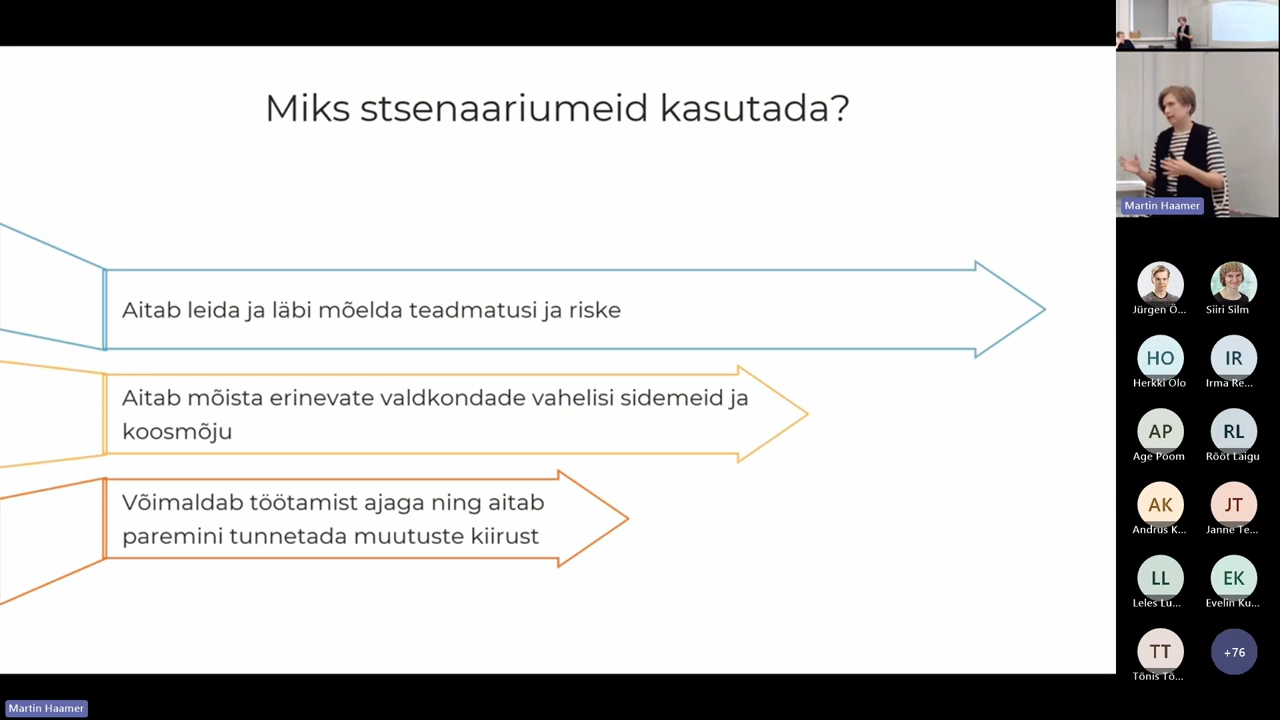 Miks stsenaariumeid kasutada?
Aitab leida ja läbi mõelda teadmatusi ja riske
Aitab mõista erinevate valdkondade vahelisi sidemeid ja
koosmõju
Võimaldab töötamist ajaga ning aitab
paremini tunnetada muutuste kiirust
Martin Haamer
Jürgen Ö...
Siiri Silm
HO
Herkki Olo
IR
Irma Re...
AP
Age Poom
RL
Rööt Laigu
AK
Andrus K...
JT
Janne Te...
LL
Leles Lu...
EK
Evelin Ku...
TT
Tõnis Tö...
+76
Martin Haamer